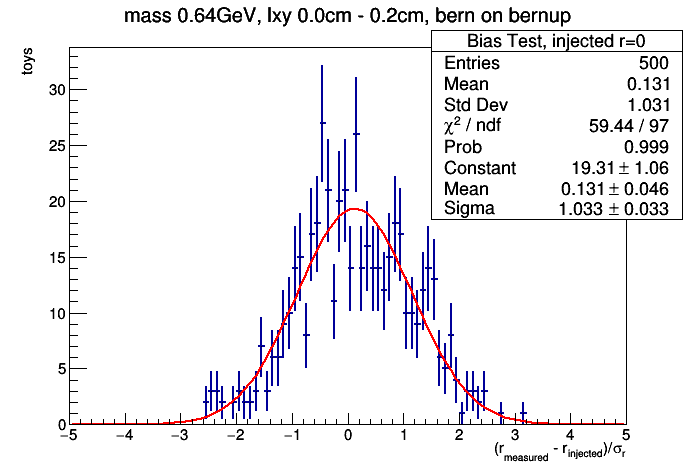 mass 0.64GeV, lxy 0.0cm - 0.2cm, bern on bernup
Bias Test, injected r=0
Entries 500
Mean 0.131
Std Dev 1.031
χ² / ndf 59.44 / 97
Prob 0.999
Constant 19.31 ± 1.06
Mean 0.131 ± 0.046
Sigma 1.033 ± 0.033
toys
30
25
20
15
10
5
0
−5 −4 −3 −2 −1 0 1 2 3 4 5
(r_measured - r_injected)/σ_r